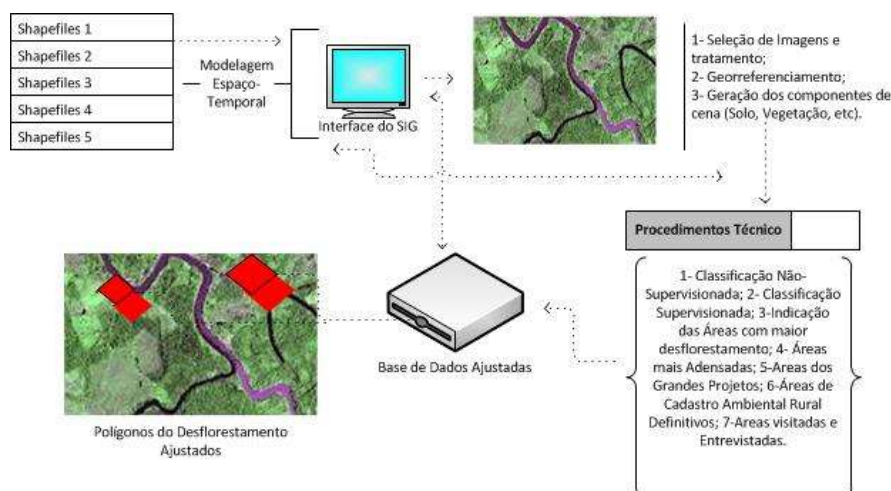 Shapefiles 1
Shapefiles 2
Shapefiles 3
Shapefiles 4
Shapefiles 5
Modelagem
Espaço-
Temporal
Interface do SIG
1- Seleção de Imagens e
tratamento;
2- Georreferenciamento;
3- Geração dos componentes de
cena (Solo, Vegetação, etc).
Procedimentos Técnico
1- Classificação Não-
Supervisionada; 2- Classificação
Supervisionada; 3-Indicação
das Áreas com maior
desflorestamento; 4- Áreas
mais Adensadas; 5-Areas dos
Grandes Projetos; 6-Áreas de
Cadastro Ambiental Rural
Definitivos; 7-Areas visitadas e
Entrevistadas.
Base de Dados Ajustadas
Polígonos do Desflorestamento
Ajustados